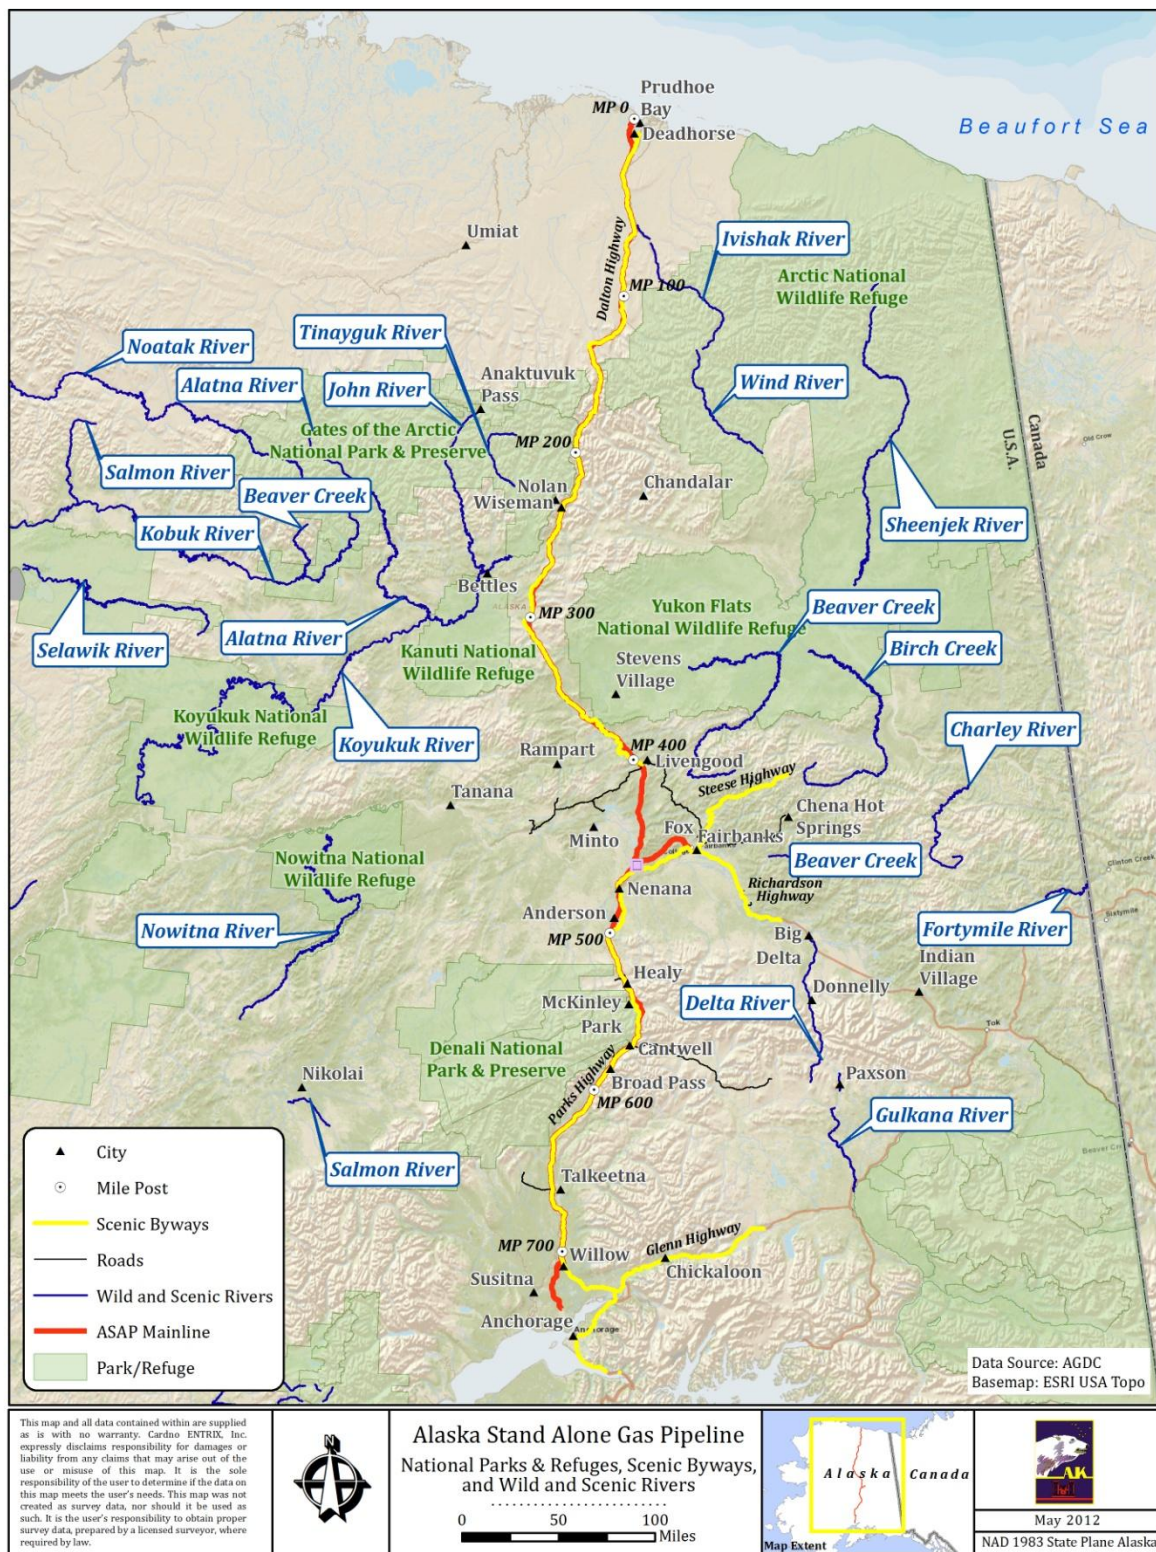 Beaufort Sea
MP 0
Prudhoe
Bay
Deadhorse
Umiat
Dalton Highway
Ivishak River
MP 100
Arctic National
Wildlife Refuge
Tinayguk River
Noatak River
Alatna River
John River
Anaktuvuk
Pass
Wind River
Gates of the Arctic
National Park & Preserve
MP 200
Canada
U.S.A.
Old Crow
Salmon River
Beaver Creek
Nolan
Wiseman
Chandalar
Kobuk River
Sheenjek River
Bettles
ALASKA
MP 300
Yukon Flats
National Wildlife Refuge
Beaver Creek
Selawik River
Alatna River
Kanuti National
Wildlife Refuge
Stevens
Village
Birch Creek
Koyukuk National
Wildlife Refuge
Koyukuk River
Charley River
Rampart
MP 400
Livengood
Steese Highway
Tanana
Minto
Fox
Fairbanks
Chena Hot
Springs
Nowitna National
Wildlife Refuge
Beaver Creek
Clinton Creek
Nenana
Richardson
Highway
Nowitna River
Anderson
MP 500
Big
Delta
Fortymile River
Sixtymile
Indian
Village
Healy
McKinley
Park
Donnelly
Delta River
Tok
Denali National
Park & Preserve
Cantwell
Parks Highway
Broad Pass
Nikolai
MP 600
Paxson
Gulkana River
Beaver Creek
Salmon River
Talkeetna
MP 700
Willow
Glenn Highway
Chickaloon
Susitna
Anchorage
Anchorage
City
Mile Post
Scenic Byways
Roads
Wild and Scenic Rivers
ASAP Mainline
Park/Refuge
Data Source: AGDC
Basemap: ESRI USA Topo
This map and all data contained within are supplied
as is with no warranty. Cardno ENTRIX, Inc.
expressly disclaims responsibility for damages or
liability from any claims that may arise out of the
use or misuse of this map. It is the sole
responsibility of the user to determine if the data on
this map meets the user's needs. This map was not
created as survey data, nor should it be used as
such. It is the user's responsibility to obtain proper
survey data, prepared by a licensed surveyor, where
required by law.
N
Alaska Stand Alone Gas Pipeline
National Parks & Refuges, Scenic Byways,
and Wild and Scenic Rivers
0 50 100
Miles
Alaska
Canada
Map Extent
AK
May 2012
NAD 1983 State Plane Alaska